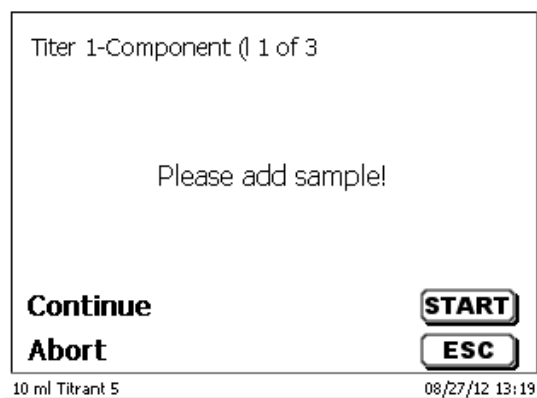 Titer 1-Component (l 1 of 3
Please add sample!
Continue START
Abort ESC
10 ml Titrant 5 08/27/12 13:19